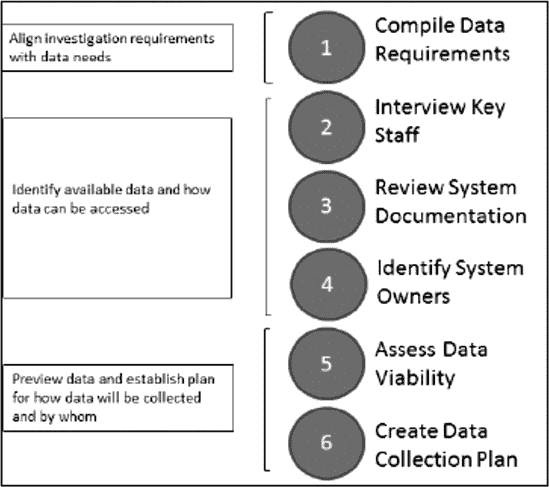 Align investigation requirements
with data needs
1
Compile Data
Requirements
Identify available data and how
data can be accessed
2
Interview Key
Staff
3
Review System
Documentation
4
Identify System
Owners
Preview data and establish plan
for how data will be collected
and by whom
5
Assess Data
Viability
6
Create Data
Collection Plan